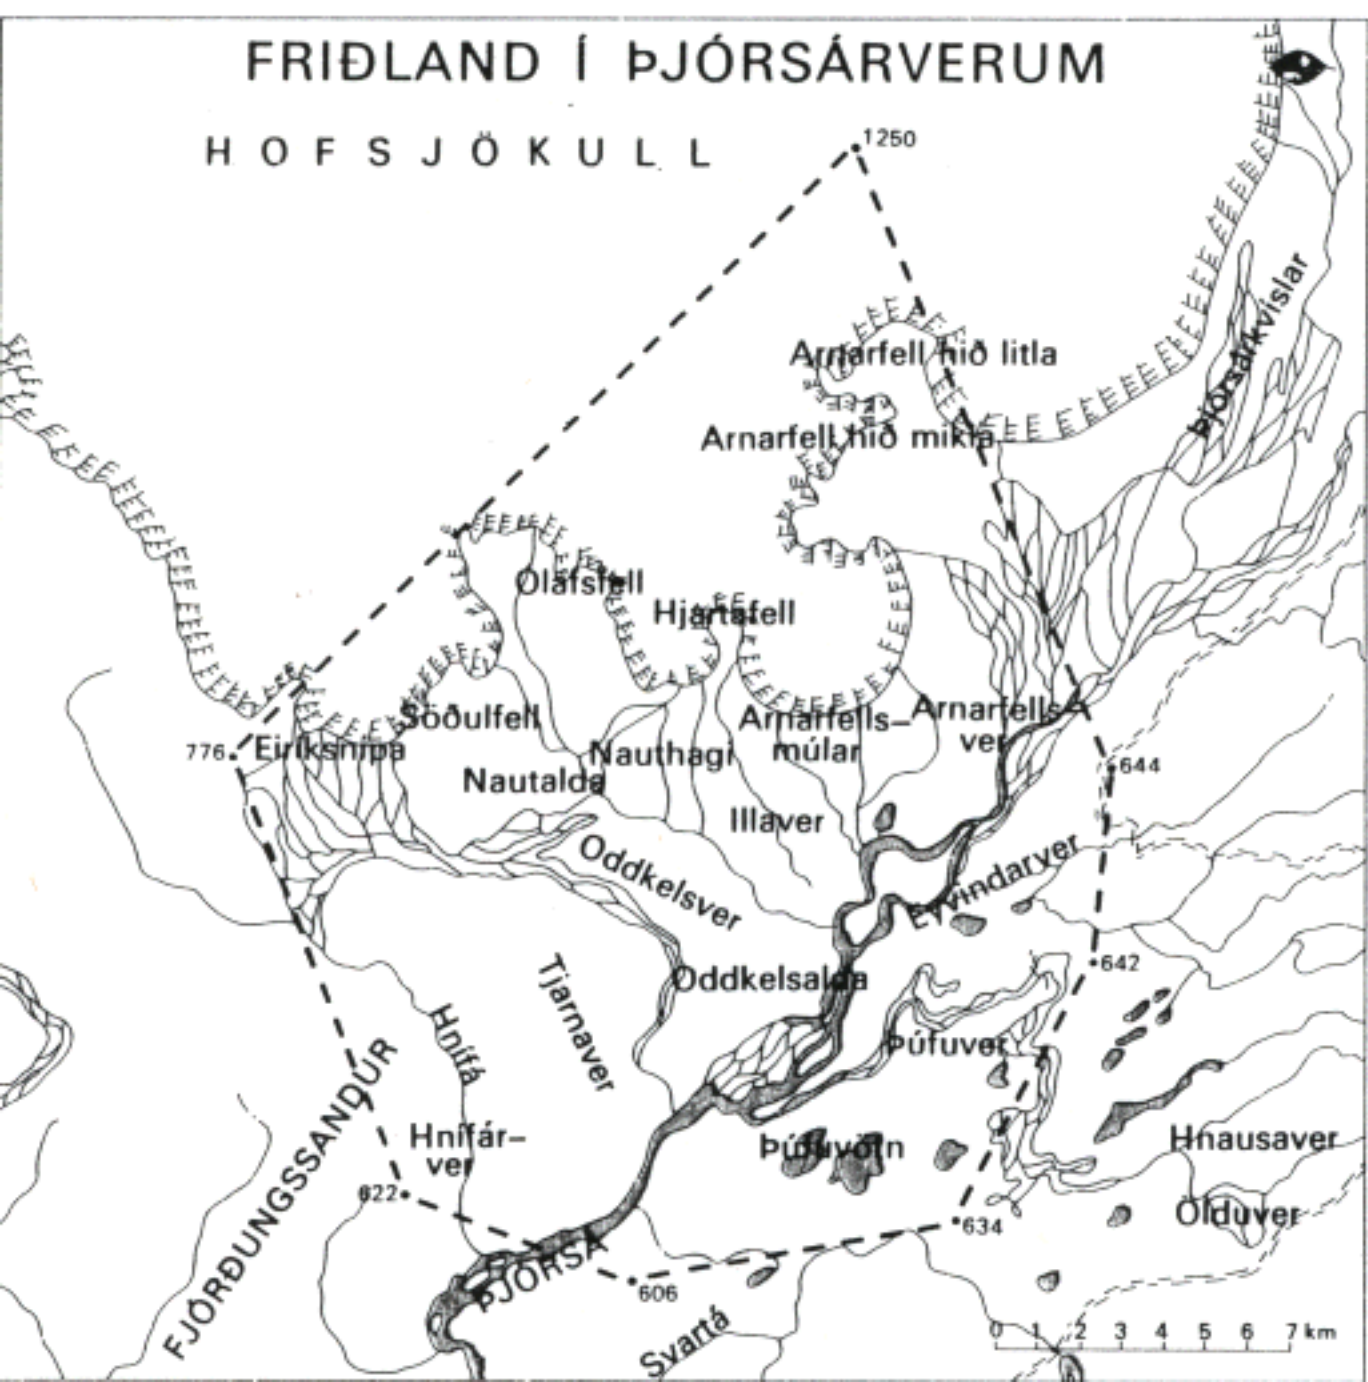 FRIÐLAND Í ÞJÓRSÁRVERUM
HOFSJÖKULL
1250
Þjórsárkvíslar
Arnarfell hið litla
Arnarfell hið mikla
Ólafsfell
Hjartafell
Söðulfell
Arnarfells-
múlar
Arnarfells-
ver
776
Eiríksnípa
Nauthagi
Nautalda
644
Illaver
Oddkelsver
Eyvindarver
642
Oddkelsalda
Tjarnaver
Hnífá
Þúfuver
FJÓRÐUNGSSANDUR
Hnífár-
ver
Þúfuvötn
Hnausaver
622
Ölduver
634
ÞJÓRSÁ
606
Svartá
0 1 2 3 4 5 6 7 km